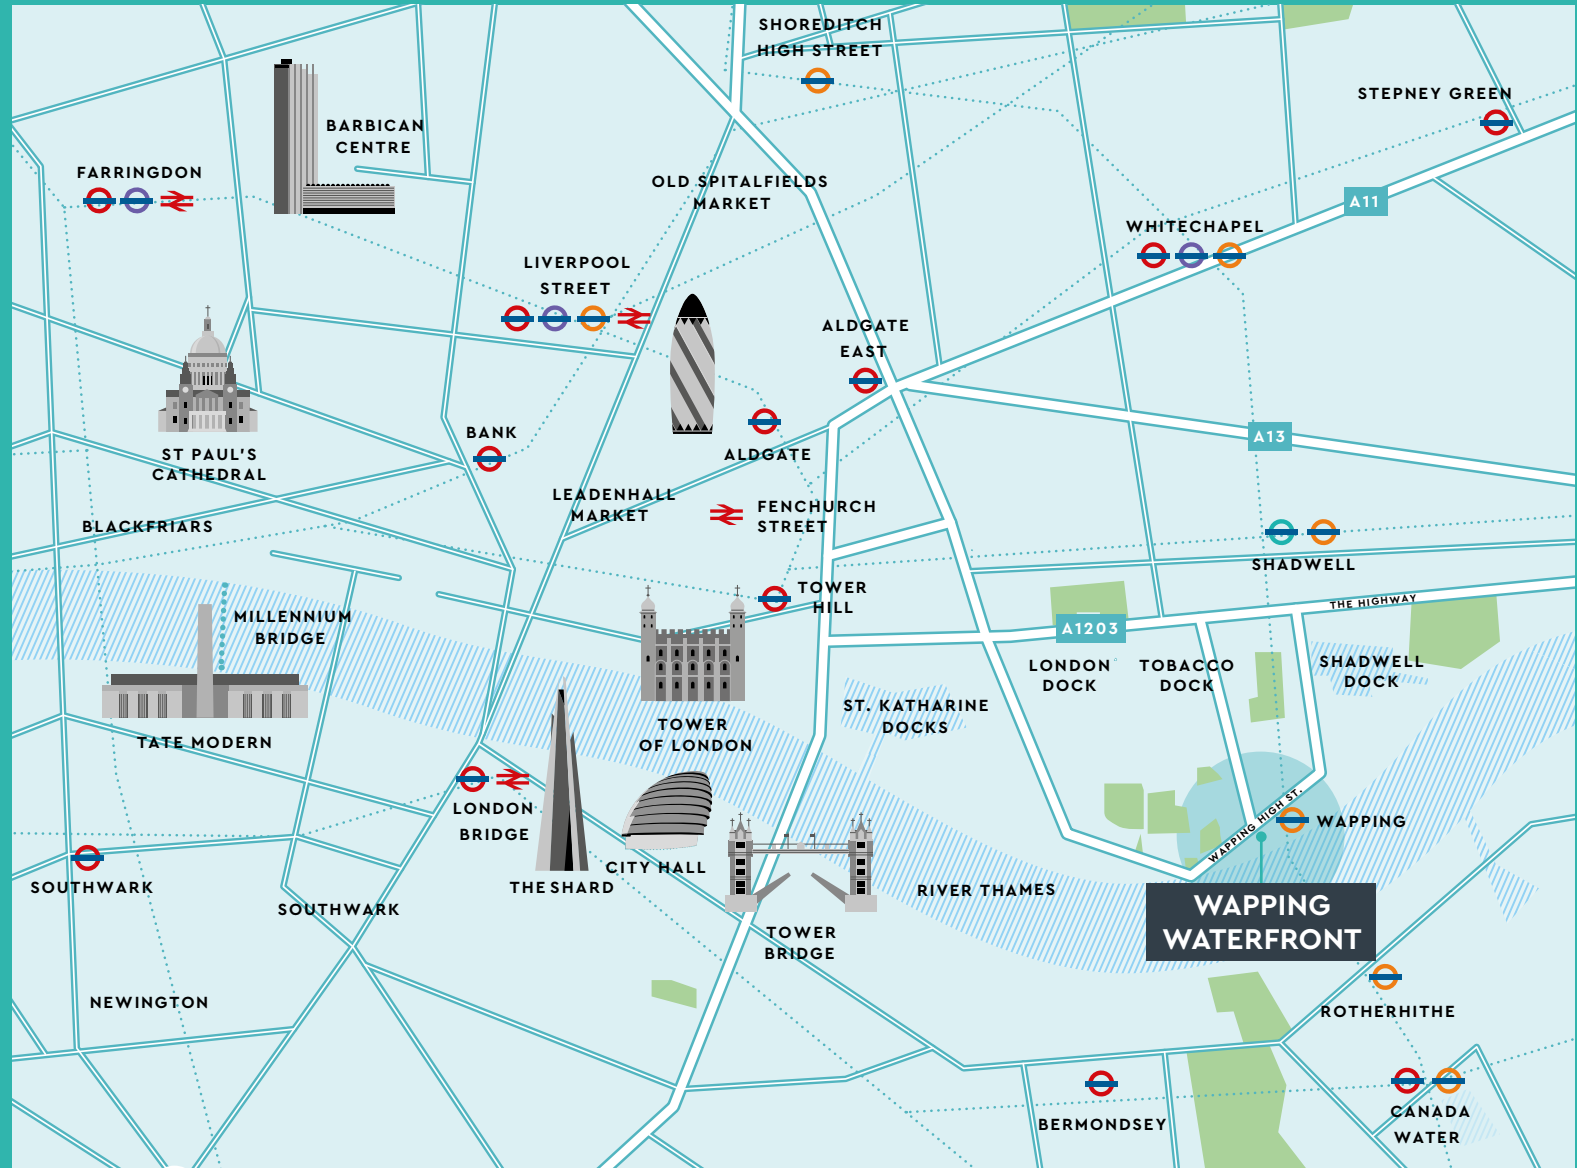 SHOREDITCH
HIGH STREET
STEPNEY GREEN
BARBICAN
CENTRE
FARRINGDON
OLD SPITALFIELDS
MARKET
A11
WHITECHAPEL
LIVERPOOL
STREET
ALDGATE
EAST
BANK
A13
ST PAUL'S
CATHEDRAL
ALDGATE
LEADENHALL
MARKET
FENCHURCH
STREET
BLACKFRIARS
SHADWELL
TOWER
HILL
THE HIGHWAY
MILLENNIUM
BRIDGE
A1203
LONDON
DOCK
TOBACCO
DOCK
SHADWELL
DOCK
ST. KATHARINE
DOCKS
TOWER
OF LONDON
TATE MODERN
LONDON
BRIDGE
WAPPING HIGH ST.
WAPPING
CITY HALL
SOUTHWARK
THE SHARD
RIVER THAMES
SOUTHWARK
WAPPING
WATERFRONT
TOWER
BRIDGE
NEWINGTON
ROTHERHITHE
BERMONDSEY
CANADA
WATER